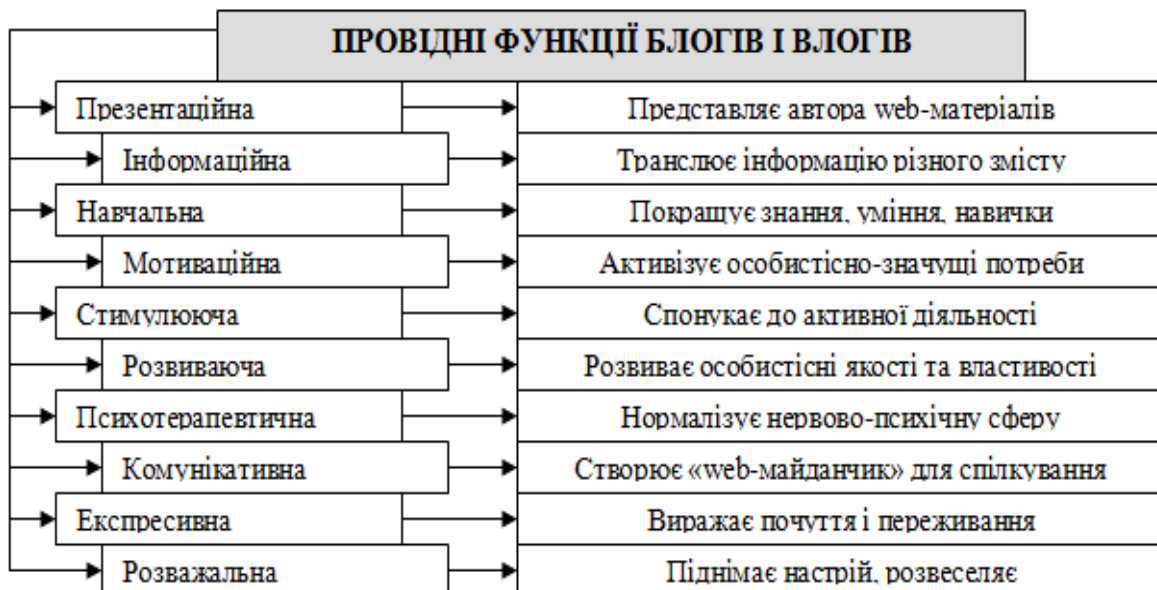 ПРОВІДНІ ФУНКЦІЇ БЛОГІВ І ВЛОГІВ
Презентаційна
Представляє автора web-матеріалів
Інформаційна
Транслює інформацію різного змісту
Навчальна
Покращує знання, уміння, навички
Мотиваційна
Активізує особистісно-значущі потреби
Стимулююча
Спонукає до активної діяльності
Розвиваюча
Розвиває особистісні якості та властивості
Психотерапевтична
Нормалізує нервово-психічну сферу
Комунікативна
Створює «web-майданчик» для спілкування
Експресивна
Виражає почуття і переживання
Розважальна
Піднімає настрій, розвеселяє